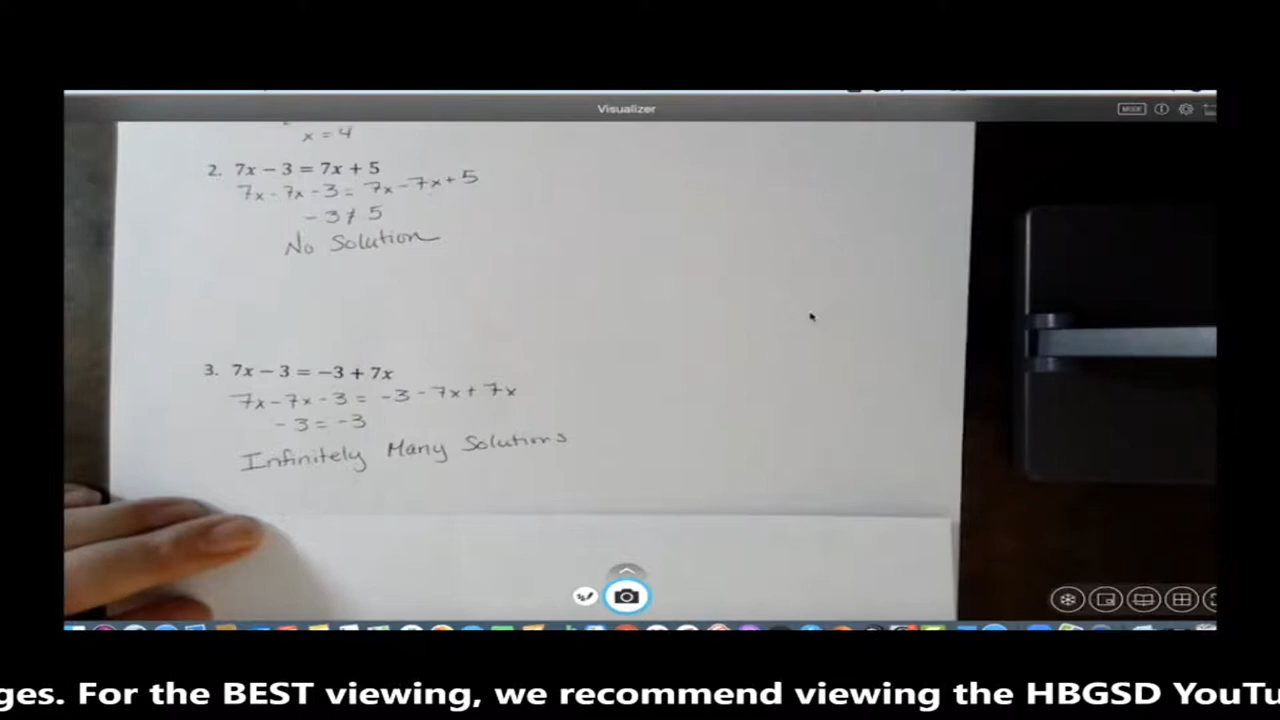 Visualizer
MODE
x = 4
2. 7x − 3 = 7x + 5
7x - 7x - 3 = 7x - 7x + 5
- 3 ≠ 5
No Solution
3. 7x − 3 = −3 + 7x
7x - 7x - 3 = -3 - 7x + 7x
- 3 = -3
Infinitely Many Solutions
ges. For the BEST viewing, we recommend viewing the HBGSD YouTu